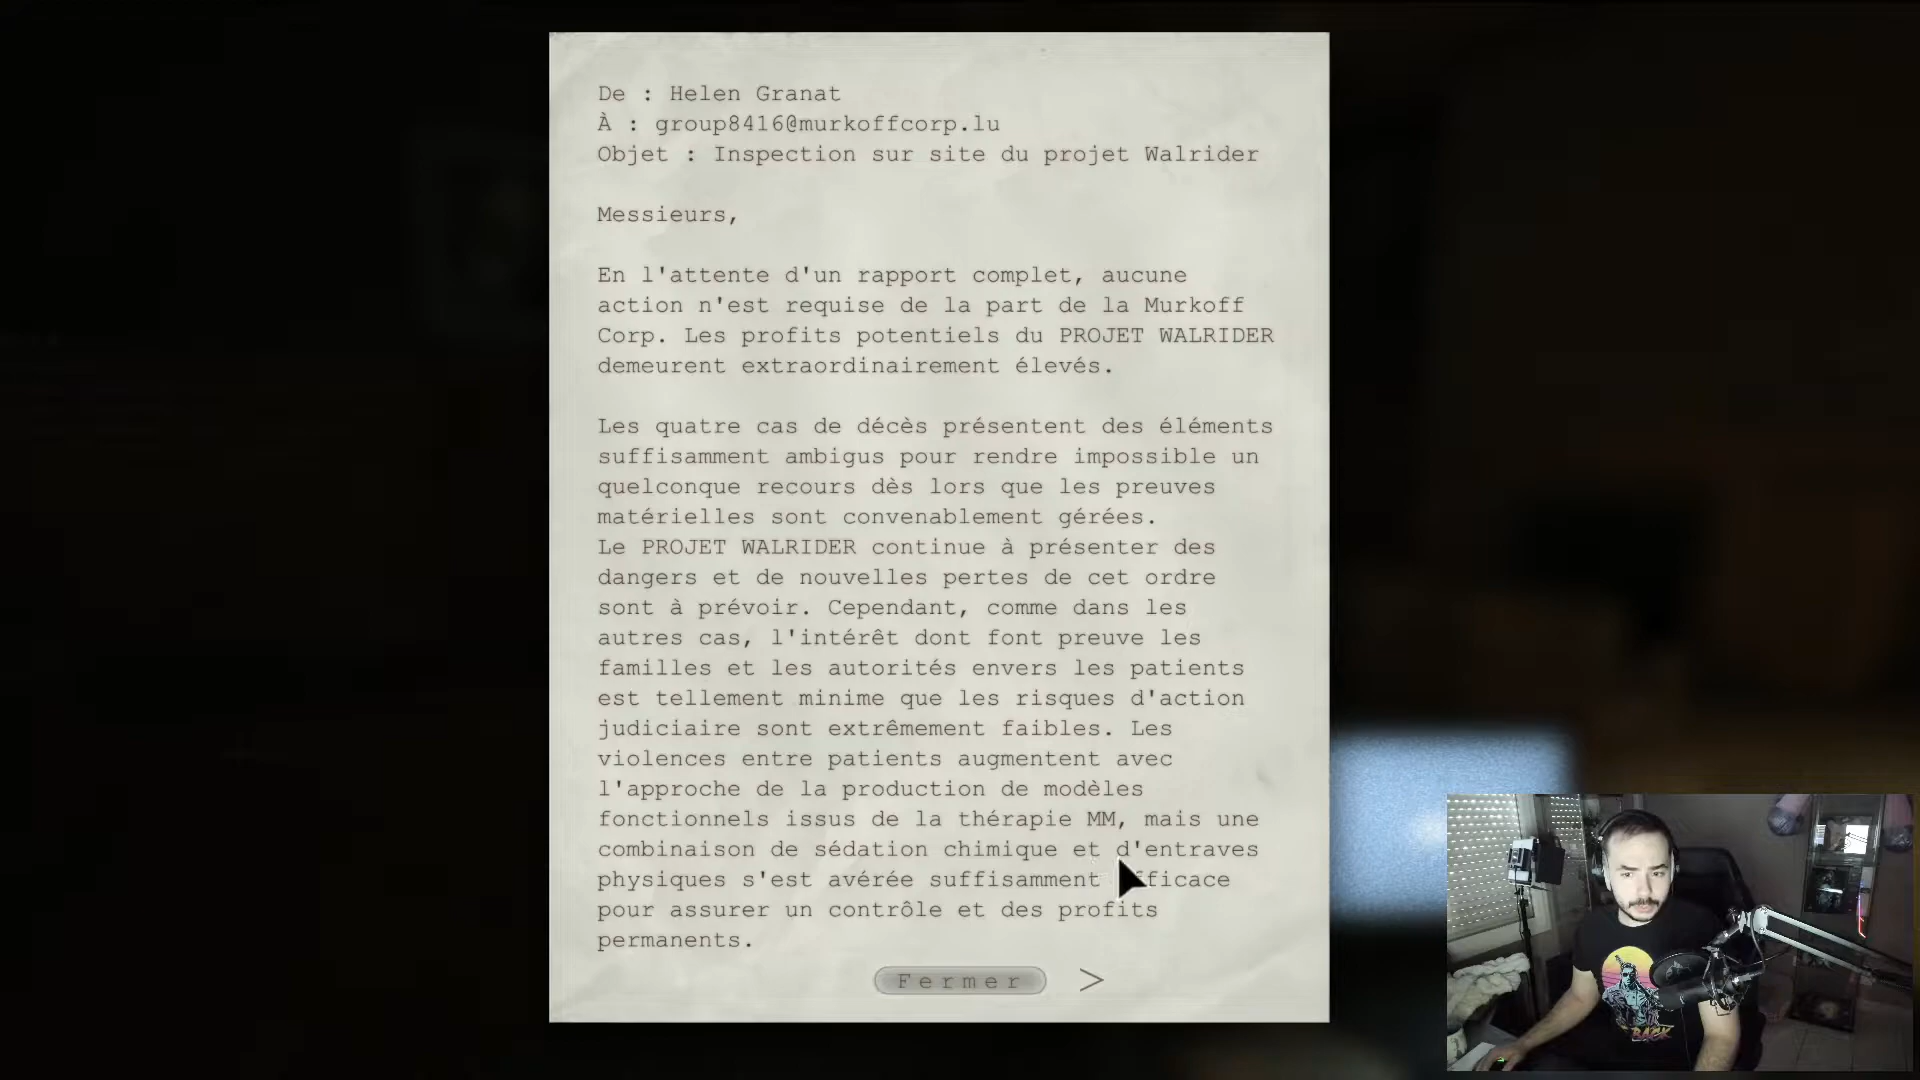 De : Helen Granat
À : group8416@murkoffcorp.lu
Objet : Inspection sur site du projet Walrider
Messieurs,
En l'attente d'un rapport complet, aucune
action n'est requise de la part de la Murkoff
Corp. Les profits potentiels du PROJET WALRIDER
demeurent extraordinairement élevés.
Les quatre cas de décès présentent des éléments
suffisamment ambigus pour rendre impossible un
quelconque recours dès lors que les preuves
matérielles sont convenablement gérées.
Le PROJET WALRIDER continue à présenter des
dangers et de nouvelles pertes de cet ordre
sont à prévoir. Cependant, comme dans les
autres cas, l'intérêt dont font preuve les
familles et les autorités envers les patients
est tellement minime que les risques d'action
judiciaire sont extrêmement faibles. Les
violences entre patients augmentent avec
l'approche de la production de modèles
fonctionnels issus de la thérapie MM, mais une
combinaison de sédation chimique et d'entraves
physiques s'est avérée suffisamment efficace
pour assurer un contrôle et des profits
permanents.
Fermer >
BACK